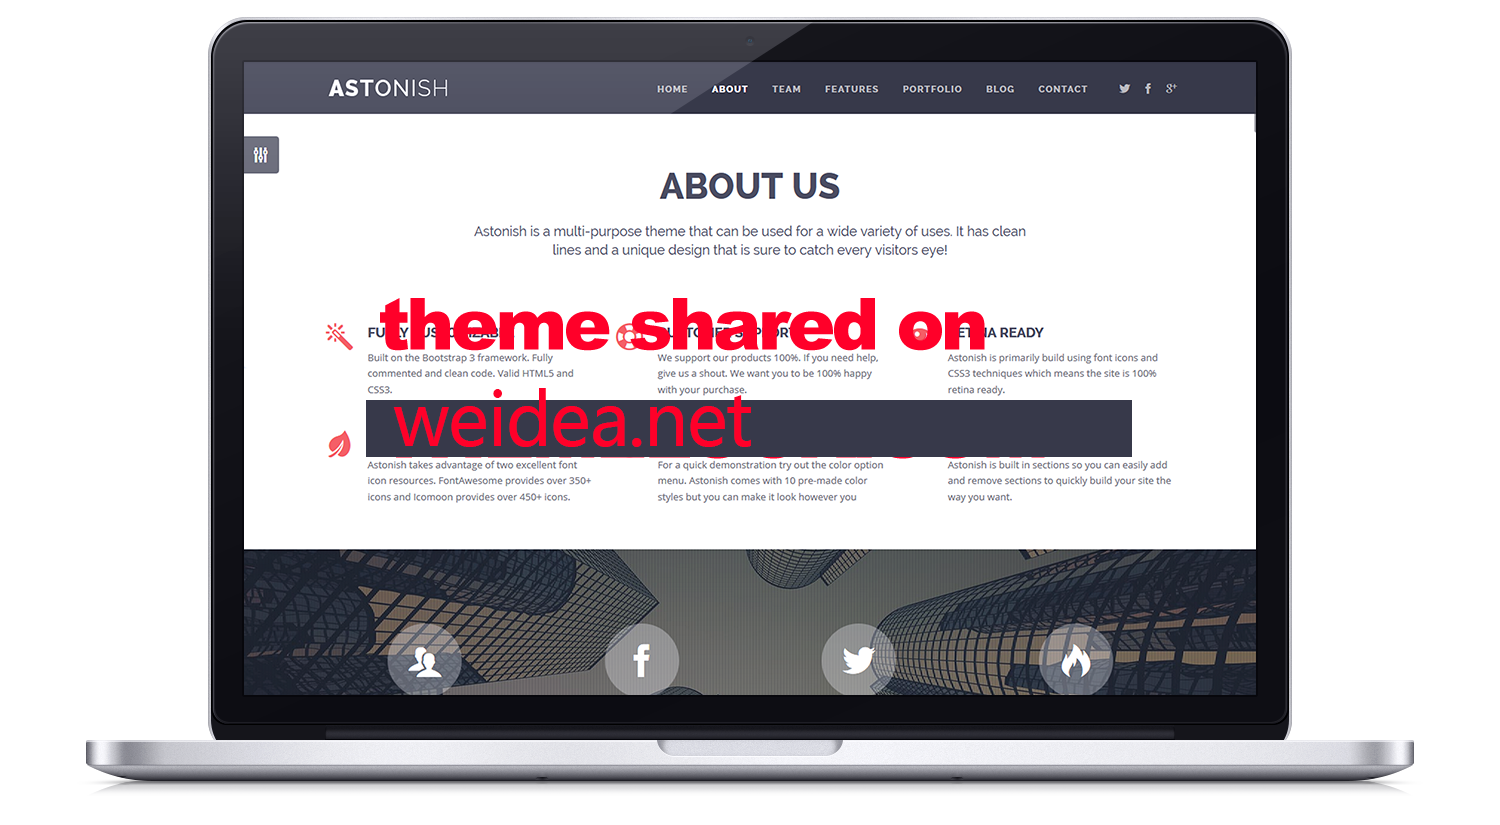 ASTONISH
HOME ABOUT TEAM FEATURES PORTFOLIO BLOG CONTACT
ABOUT US
Astonish is a multi-purpose theme that can be used for a wide variety of uses. It has clean
lines and a unique design that is sure to catch every visitors eye!
theme shared on
READY
Built on the Bootstrap 3 framework. Fully
commented and clean code. Valid HTML5 and
CSS3.
We support our products 100%. If you need help,
give us a shout. We want you to be 100% happy
with your purchase.
Astonish is primarily build using font icons and
CSS3 techniques which means the site is 100%
retina ready.
weidea.net
Astonish takes advantage of two excellent font
icon resources. FontAwesome provides over 350+
icons and Icomoon provides over 450+ icons.
For a quick demonstration try out the color option
menu. Astonish comes with 10 pre-made color
styles but you can make it look however you
Astonish is built in sections so you can easily add
and remove sections to quickly build your site the
way you want.